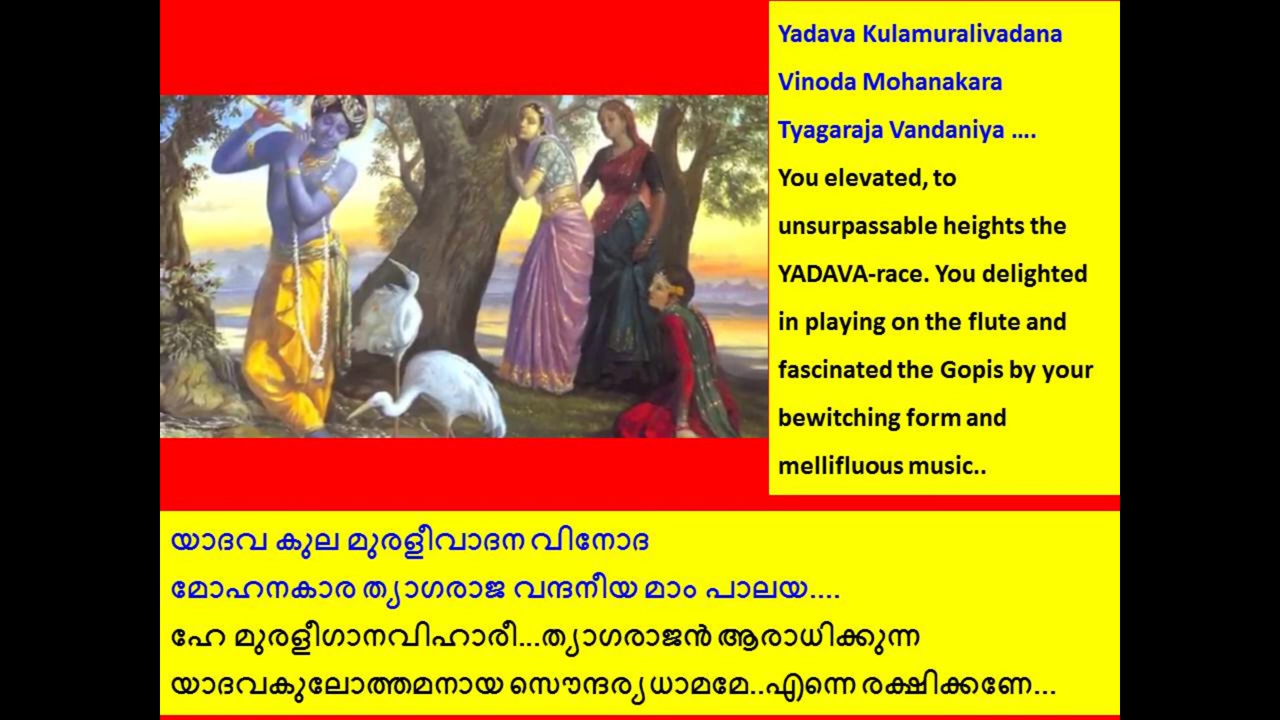 Yadava Kulamuralivadana
Vinoda Mohanakara
Tyagaraja Vandaniya ....
You elevated, to
unsurpassable heights the
YADAVA-race. You delighted
in playing on the flute and
fascinated the Gopis by your
bewitching form and
mellifluous music..
യാദവ കുല മുരളീവാദന വിനോദ
മോഹനകാര ത്യാഗരാജ വന്ദനീയ മാം പാലയ....
ഹേ മുരളീഗാനവിഹാരീ...ത്യാഗരാജൻ ആരാധിക്കുന്ന
യാദവകുലോത്തമനായ സൌന്ദര്യധാമമേ..എന്നെ രക്ഷിക്കണേ...